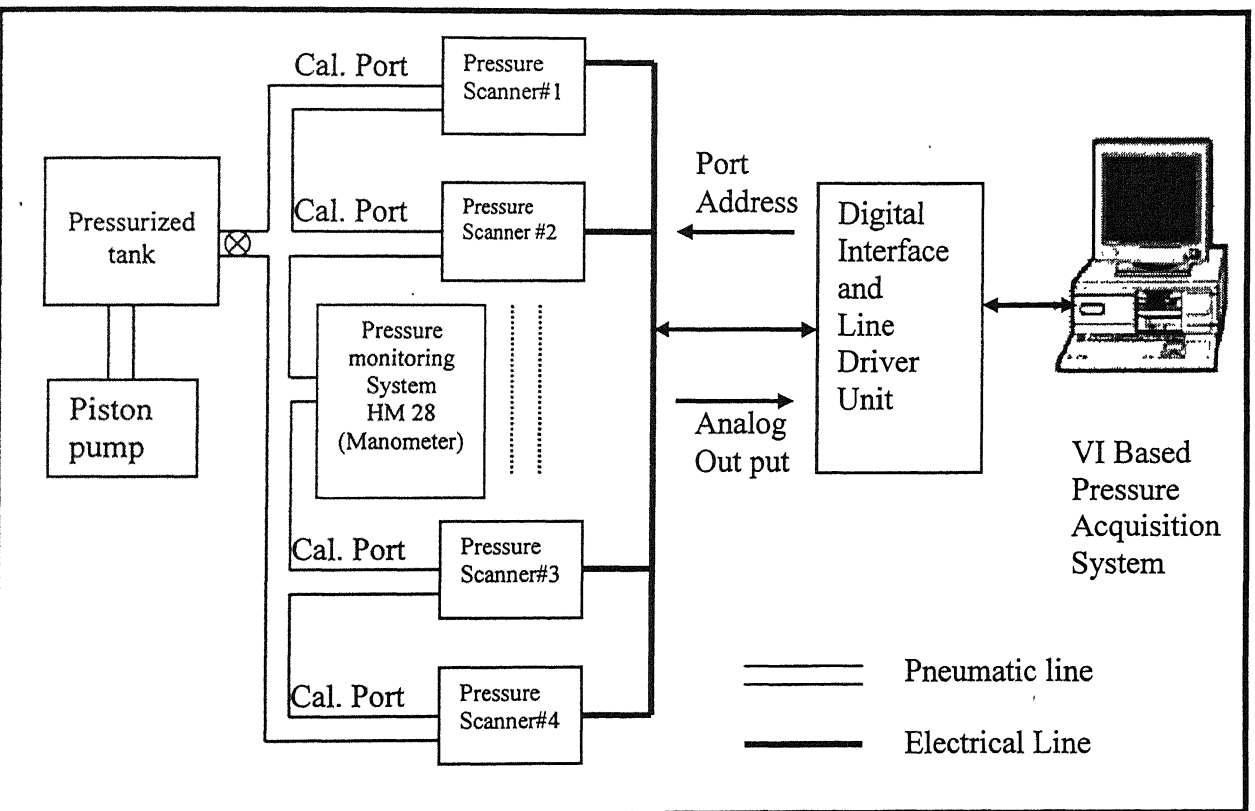 Cal. Port
Pressure
Scanner#1
Pressurized
tank
Cal. Port
Pressure
Scanner #2
Port
Address
Digital
Interface
and
Line
Driver
Unit
Piston
pump
Pressure
monitoring
System
HM 28
(Manometer)
Analog
Out put
VI Based
Pressure
Acquisition
System
Cal. Port
Pressure
Scanner#3
Cal. Port
Pressure
Scanner#4
Pneumatic line
Electrical Line